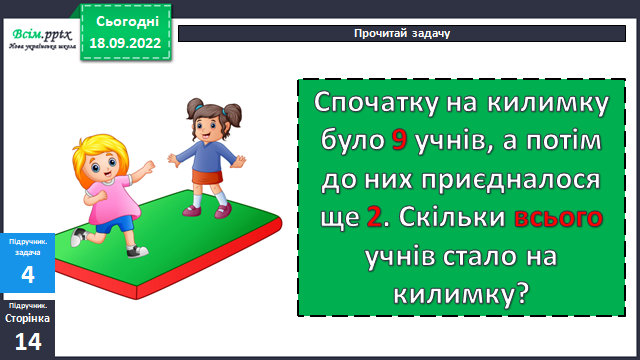 Всім.pptx
Нова українська школа
Сьогодні
18.09.2022
Прочитай задачу
Спочатку на килимку
було 9 учнів, а потім
до них приєдналося
ще 2. Скільки всього
учнів стало на
килимку?
Підручник.
задача
4
Підручник.
Сторінка
14